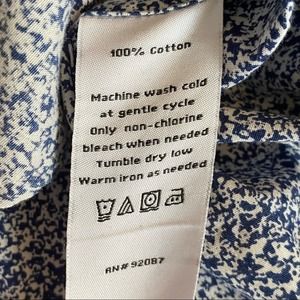 100% Cotton
Machine wash cold
at gentle cycle
Only non-chlorine
bleach when needed
Tumble dry low
Warm iron as needed
RN# 92087